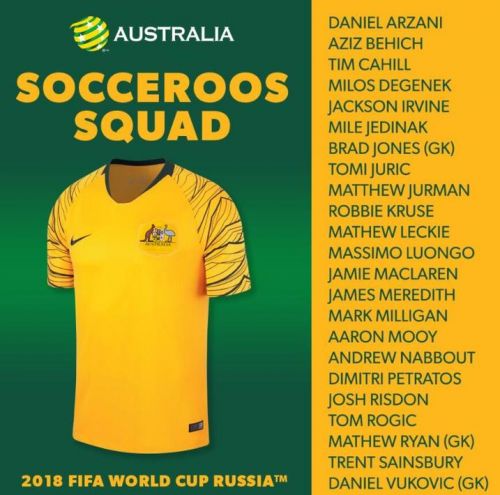 AUSTRALIA
SOCCEROOS
SQUAD
2018 FIFA WORLD CUP RUSSIA™
DANIEL ARZANI
AZIZ BEHICH
TIM CAHILL
MILOS DEGENEK
JACKSON IRVINE
MILE JEDINAK
BRAD JONES (GK)
TOMI JURIC
MATTHEW JURMAN
ROBBIE KRUSE
MATHEW LECKIE
MASSIMO LUONGO
JAMIE MACLAREN
JAMES MEREDITH
MARK MILLIGAN
AARON MOOY
ANDREW NABBOUT
DIMITRI PETRATOS
JOSH RISDON
TOM ROGIC
MATHEW RYAN (GK)
TRENT SAINSBURY
DANIEL VUKOVIC (GK)